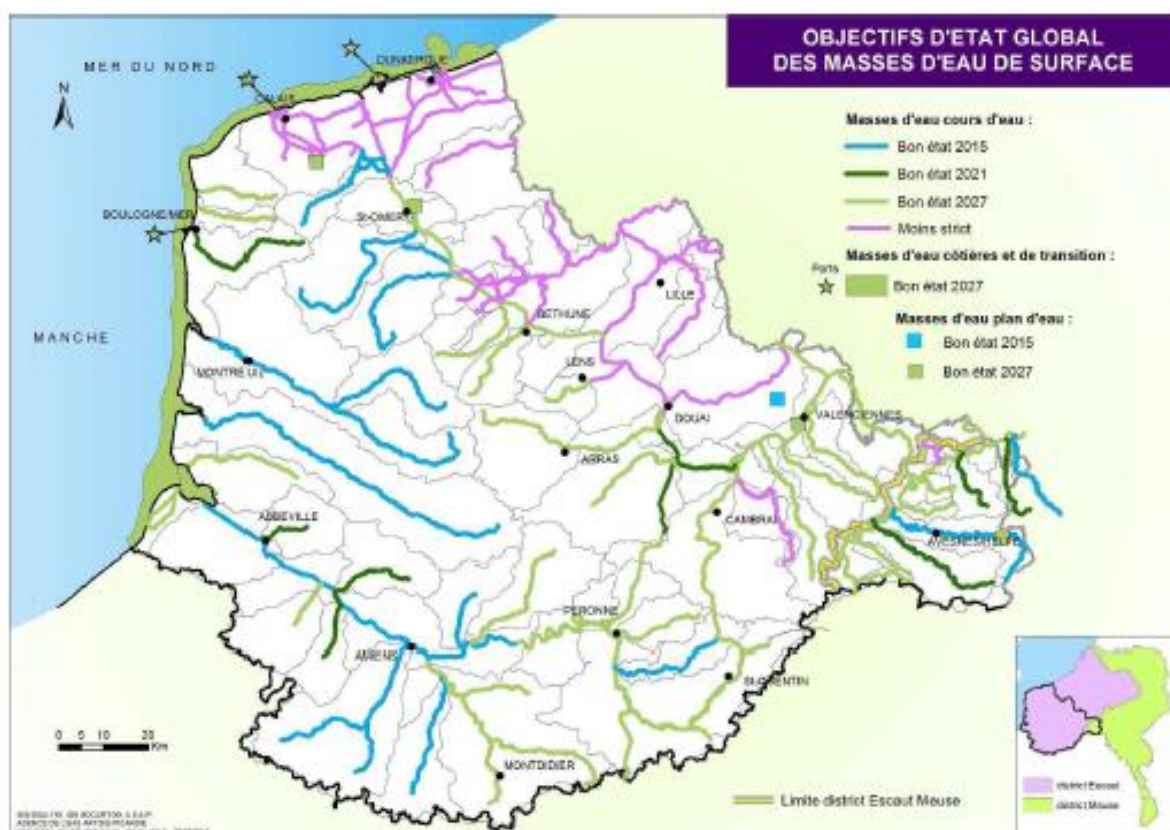 OBJECTIFS D'ETAT GLOBAL
DES MASSES D'EAU DE SURFACE
MER DU NORD
DUNKERQUE
N
CALAIS
Masses d'eau cours d'eau :
Bon état 2015
Bon état 2021
Bon état 2027
Moins strict
Masses d'eau côtières et de transition :
Ports
Bon état 2027
Masses d'eau plan d'eau :
Bon état 2015
Bon état 2027
St-OMER
BOULOGNE/MER
LILLE
MANCHE
BETHUNE
MONTREUIL
LENS
DOUAI
VALENCIENNES
ARRAS
ABBEVILLE
CAMBRAI
AVESNES/HELPE
PERONNE
AMIENS
St-QUENTIN
0 5 10 20
Km
MONTDIDIER
Limite district Escaut Meuse
district Escaut
district Meuse